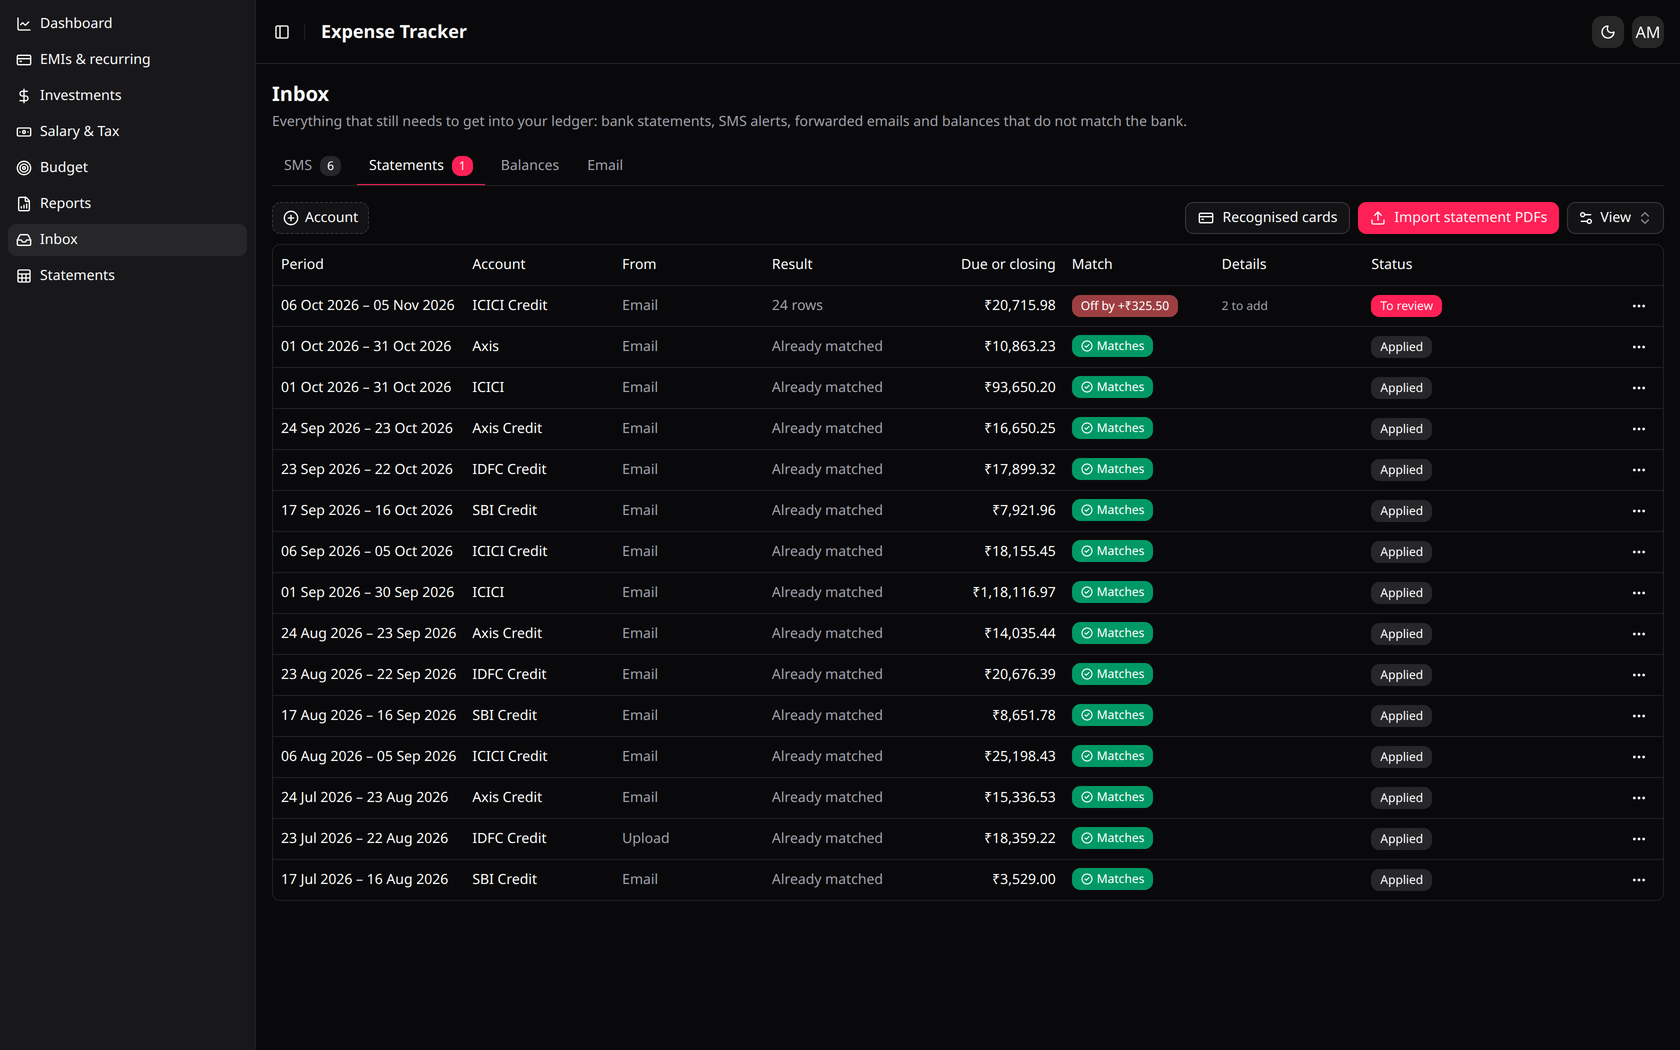 Dashboard
EMIs & recurring
Investments
Salary & Tax
Budget
Reports
Inbox
Statements
Expense Tracker
AM
Inbox
Everything that still needs to get into your ledger: bank statements, SMS alerts, forwarded emails and balances that do not match the bank.
SMS 6 Statements 1 Balances Email
Account Recognised cards Import statement PDFs View
Period Account From Result Due or closing Match Details Status
06 Oct 2026 – 05 Nov 2026 ICICI Credit Email 24 rows ₹20,715.98 Off by +₹325.50 2 to add To review
01 Oct 2026 – 31 Oct 2026 Axis Email Already matched ₹10,863.23 Matches Applied
01 Oct 2026 – 31 Oct 2026 ICICI Email Already matched ₹93,650.20 Matches Applied
24 Sep 2026 – 23 Oct 2026 Axis Credit Email Already matched ₹16,650.25 Matches Applied
23 Sep 2026 – 22 Oct 2026 IDFC Credit Email Already matched ₹17,899.32 Matches Applied
17 Sep 2026 – 16 Oct 2026 SBI Credit Email Already matched ₹7,921.96 Matches Applied
06 Sep 2026 – 05 Oct 2026 ICICI Credit Email Already matched ₹18,155.45 Matches Applied
01 Sep 2026 – 30 Sep 2026 ICICI Email Already matched ₹1,18,116.97 Matches Applied
24 Aug 2026 – 23 Sep 2026 Axis Credit Email Already matched ₹14,035.44 Matches Applied
23 Aug 2026 – 22 Sep 2026 IDFC Credit Email Already matched ₹20,676.39 Matches Applied
17 Aug 2026 – 16 Sep 2026 SBI Credit Email Already matched ₹8,651.78 Matches Applied
06 Aug 2026 – 05 Sep 2026 ICICI Credit Email Already matched ₹25,198.43 Matches Applied
24 Jul 2026 – 23 Aug 2026 Axis Credit Email Already matched ₹15,336.53 Matches Applied
23 Jul 2026 – 22 Aug 2026 IDFC Credit Upload Already matched ₹18,359.22 Matches Applied
17 Jul 2026 – 16 Aug 2026 SBI Credit Email Already matched ₹3,529.00 Matches Applied